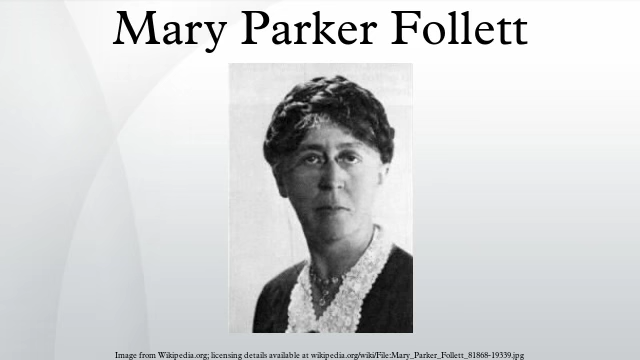 Mary Parker Follett
Image from Wikipedia.org; licensing details available at wikipedia.org/wiki/File:Mary_Parker_Follett_81868-19339.jpg